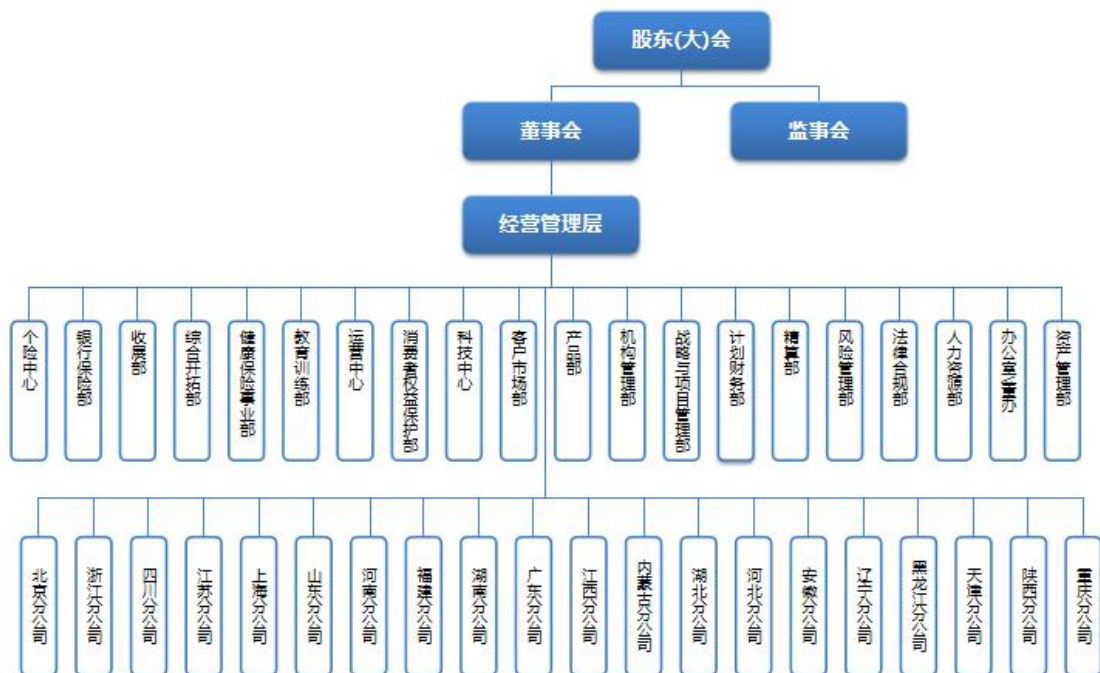 股东(大)会
董事会
监事会
经营管理层
个险中心
银行保险部
收展部
综合开拓部
健康保险事业部
教育训练部
运营中心
消费者权益保护部
科技中心
客户市场部
产品部
机构管理部
战略与项目管理部
计划财务部
精算部
风险管理部
法律合规部
人力资源部
办公室董办
资产管理部
北京分公司
浙江分公司
四川分公司
江苏分公司
上海分公司
山东分公司
河南分公司
福建分公司
湖南分公司
广东分公司
江西分公司
内蒙古分公司
湖北分公司
河北分公司
安徽分公司
辽宁分公司
黑龙江分公司
天津分公司
陕西分公司
重庆分公司